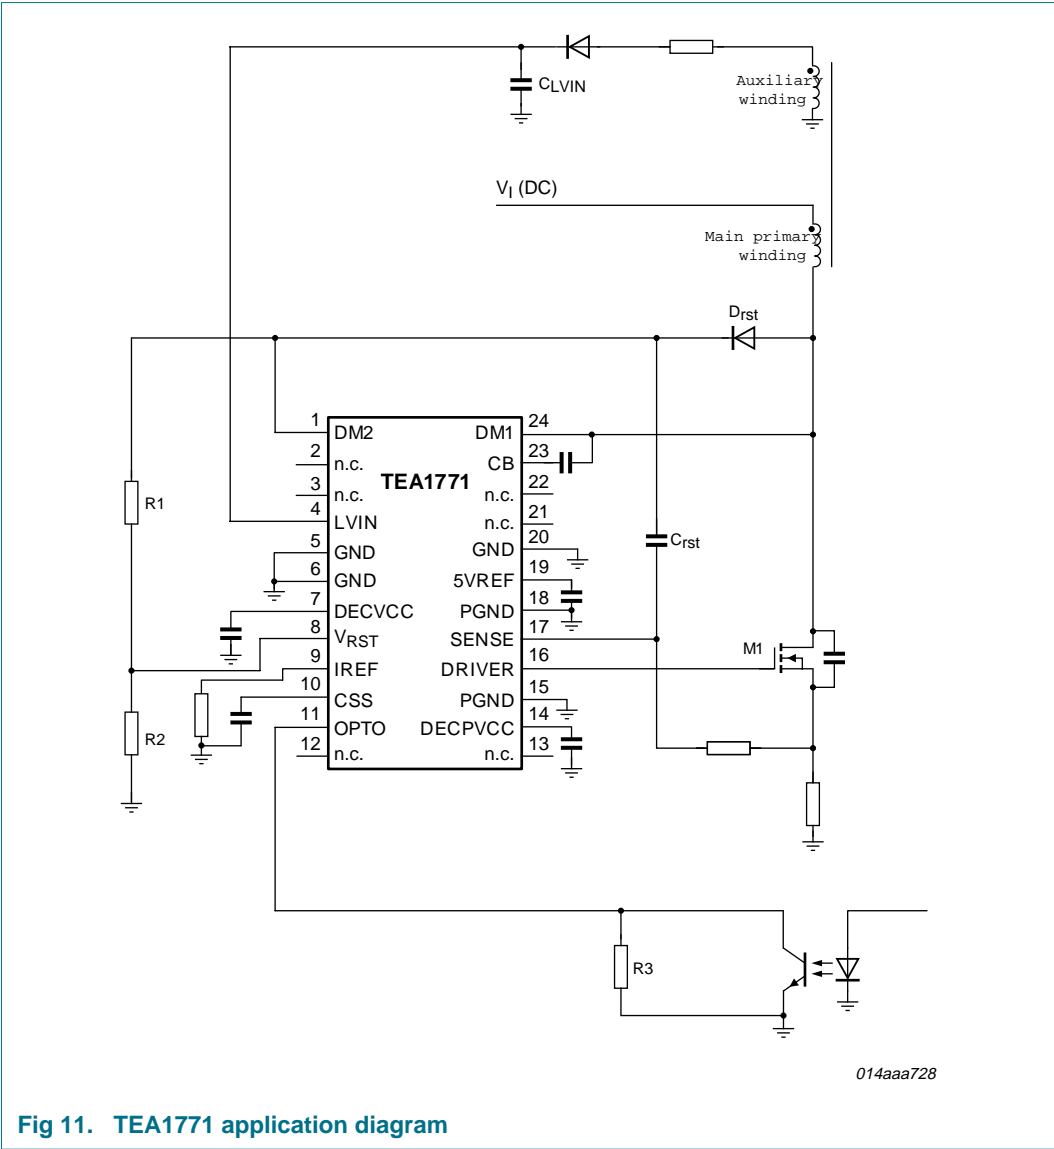 CLVIN
Auxiliary
winding
VI (DC)
Main primary
winding
Drst
1
DM2
DM1
24
2
n.c.
CB
23
TEA1771
3
n.c.
n.c.
22
R1
4
LVIN
n.c.
21
5
GND
GND
20
Crst
6
GND
5VREF
19
7
DECVCC
PGND
18
8
VRST
SENSE
17
M1
9
IREF
DRIVER
16
10
CSS
PGND
15
11
OPTO
DECPVCC
14
R2
12
n.c.
n.c.
13
R3
014aaa728
Fig 11. TEA1771 application diagram